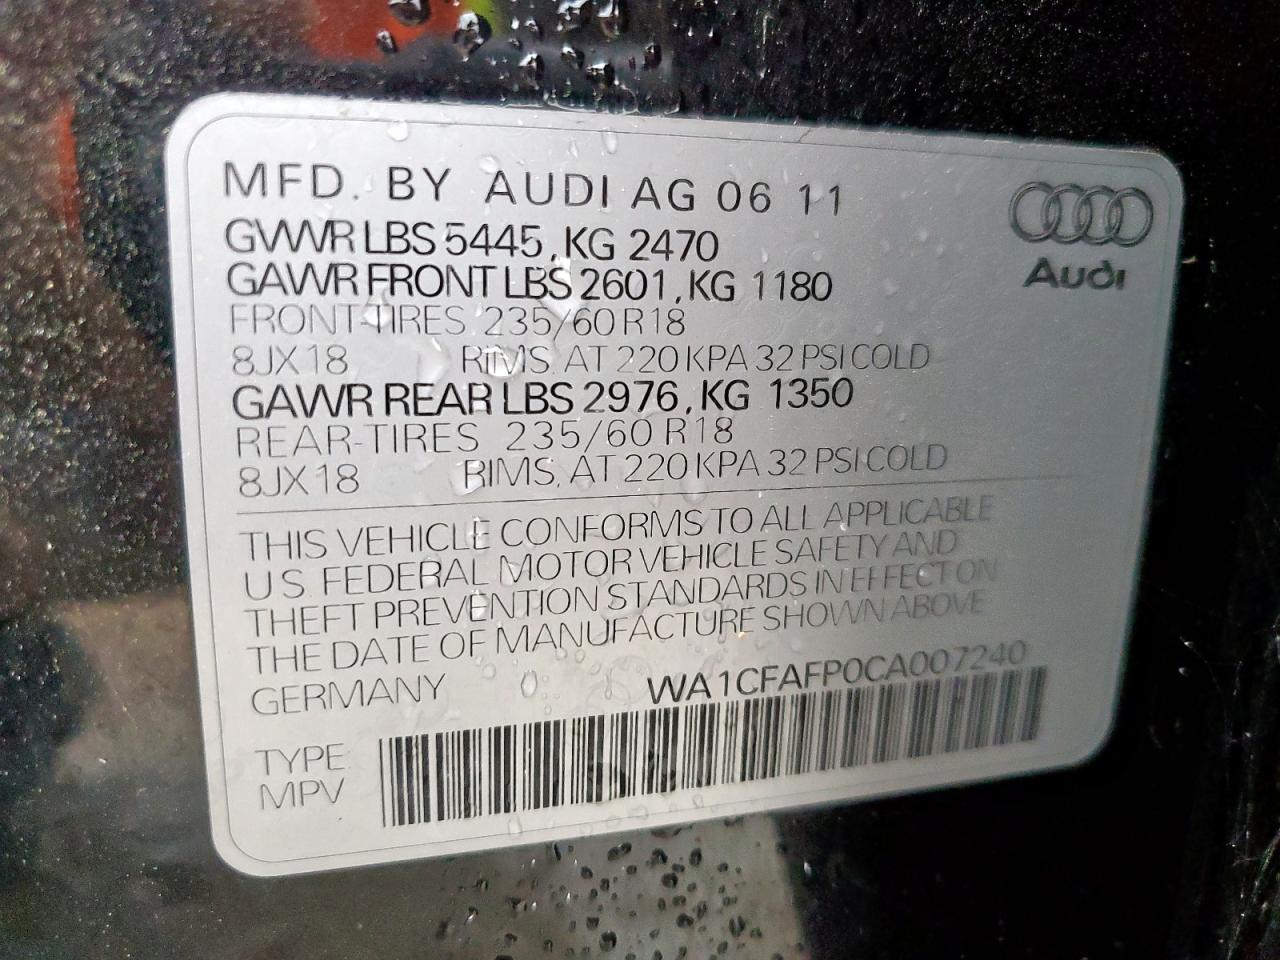 MFD. BY AUDI AG 06 11
GVWR LBS 5445, KG 2470
GAWR FRONT LBS 2601, KG 1180
FRONT-TIRES 235/60 R18
8JX18 RIMS, AT 220 KPA 32 PSI COLD
GAWR REAR LBS 2976, KG 1350
REAR-TIRES 235/60 R18
8JX18 RIMS, AT 220 KPA 32 PSI COLD
Audi
THIS VEHICLE CONFORMS TO ALL APPLICABLE
U.S. FEDERAL MOTOR VEHICLE SAFETY AND
THEFT PREVENTION STANDARDS IN EFFECT ON
THE DATE OF MANUFACTURE SHOWN ABOVE
GERMANY WA1CFAFP0CA007240
TYPE:
MPV